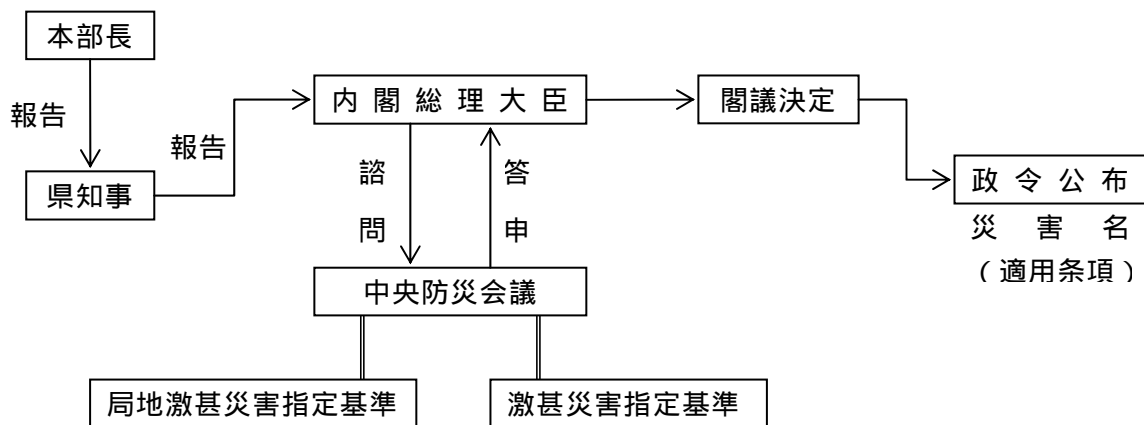 本部長
報告
県知事
報告
内閣総理大臣
諮問
答申
閣議決定
政令公布
災害名
(適用条項)
中央防災会議
局地激甚災害指定基準
激甚災害指定基準